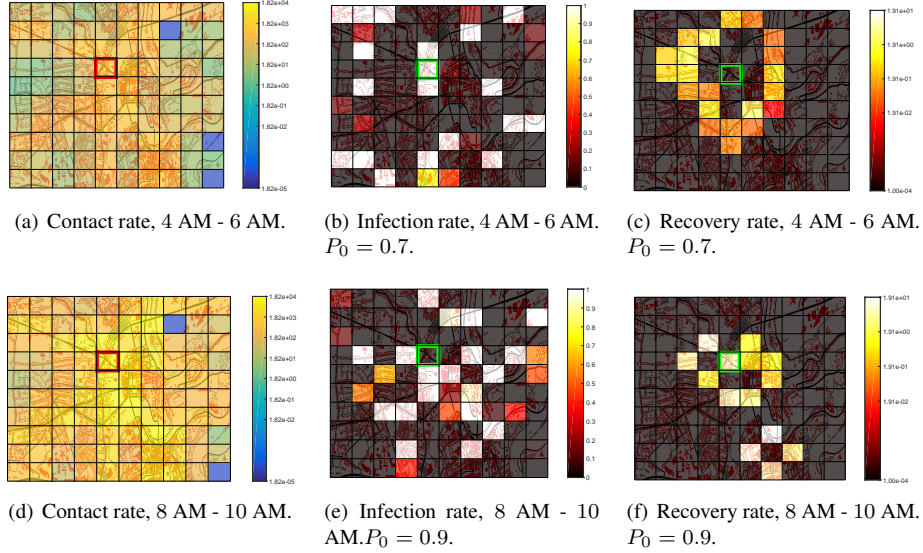 1.82e+04
1.82e+03
1.82e+02
1.82e+01
1.82e+00
1.82e-01
1.82e-02
1.82e-05
1
0.9
0.8
0.7
0.6
0.5
0.4
0.3
0.2
0.1
0
1.91e+01
1.91e+00
1.91e-01
1.91e-02
1.00e-04
(a) Contact rate, 4 AM - 6 AM.
(b) Infection rate, 4 AM - 6 AM.
P0 = 0.7.
(c) Recovery rate, 4 AM - 6 AM.
P0 = 0.7.
1.82e+04
1.82e+03
1.82e+02
1.82e+01
1.82e+00
1.82e-01
1.82e-02
1.82e-05
1
0.9
0.8
0.7
0.6
0.5
0.4
0.3
0.2
0.1
0
1.91e+01
1.91e+00
1.91e-01
1.91e-02
1.00e-04
(d) Contact rate, 8 AM - 10 AM.
(e) Infection rate, 8 AM - 10
AM.P0 = 0.9.
(f) Recovery rate, 8 AM - 10 AM.
P0 = 0.9.